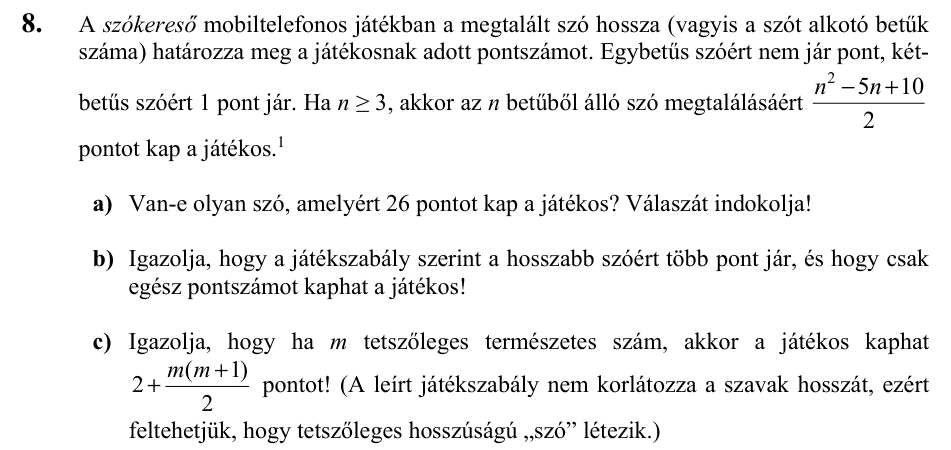 8. A szókereső mobiltelefonos játékban a megtalált szó hossza (vagyis a szót alkotó betűk
száma) határozza meg a játékosnak adott pontszámot. Egybetűs szóért nem jár pont, két-
betűs szóért 1 pont jár. Ha n ≥ 3, akkor az n betűből álló szó megtalálásáért (n² − 5n + 10)/2
pontot kap a játékos.¹
a) Van-e olyan szó, amelyért 26 pontot kap a játékos? Válaszát indokolja!
b) Igazolja, hogy a játékszabály szerint a hosszabb szóért több pont jár, és hogy csak
egész pontszámot kaphat a játékos!
c) Igazolja, hogy ha m tetszőleges természetes szám, akkor a játékos kaphat
2 + m(m + 1)/2 pontot! (A leírt játékszabály nem korlátozza a szavak hosszát, ezért
feltehetjük, hogy tetszőleges hosszúságú „szó” létezik.)